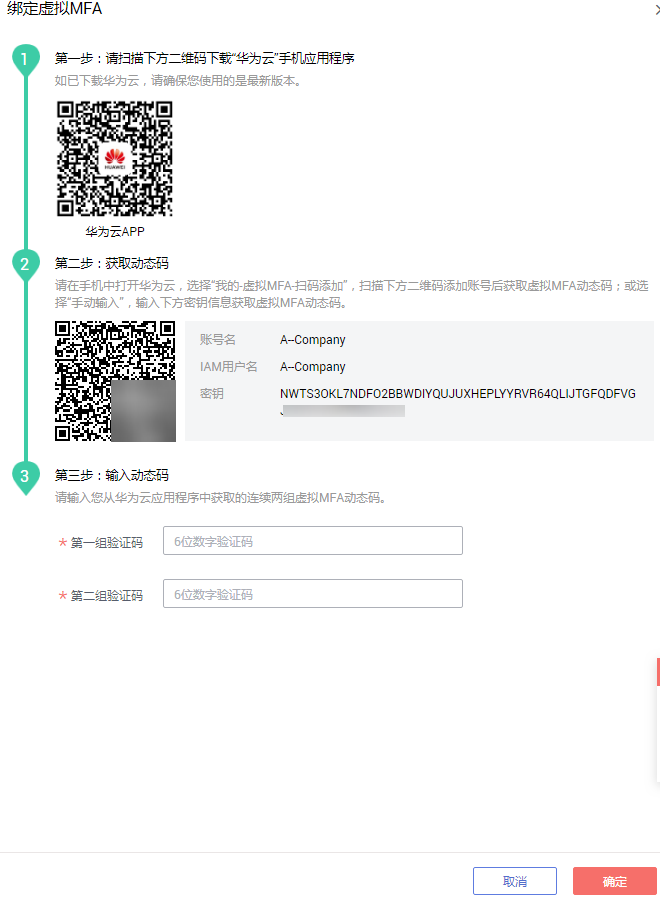 绑定虚拟MFA
1
第一步：请扫描下方二维码下载“华为云”手机应用程序
如已下载华为云，请确保您使用的是最新版本。
HUAWEI
华为云APP
2
第二步：获取动态码
请在手机中打开华为云，选择“我的-虚拟MFA-扫码添加”，扫描下方二维码添加账号后获取虚拟MFA动态码；或选
择“手动输入”，输入下方密钥信息获取虚拟MFA动态码。
账号名 A--Company
IAM用户名 A--Company
密钥 NWTS3OKL7NDFO2BBWDIYQUJUXHEPLYYRVR64QLIJTGFQDFVG
3
第三步：输入动态码
请输入您从华为云应用程序中获取的连续两组虚拟MFA动态码。
* 第一组验证码 6位数字验证码
* 第二组验证码 6位数字验证码
取消 确定